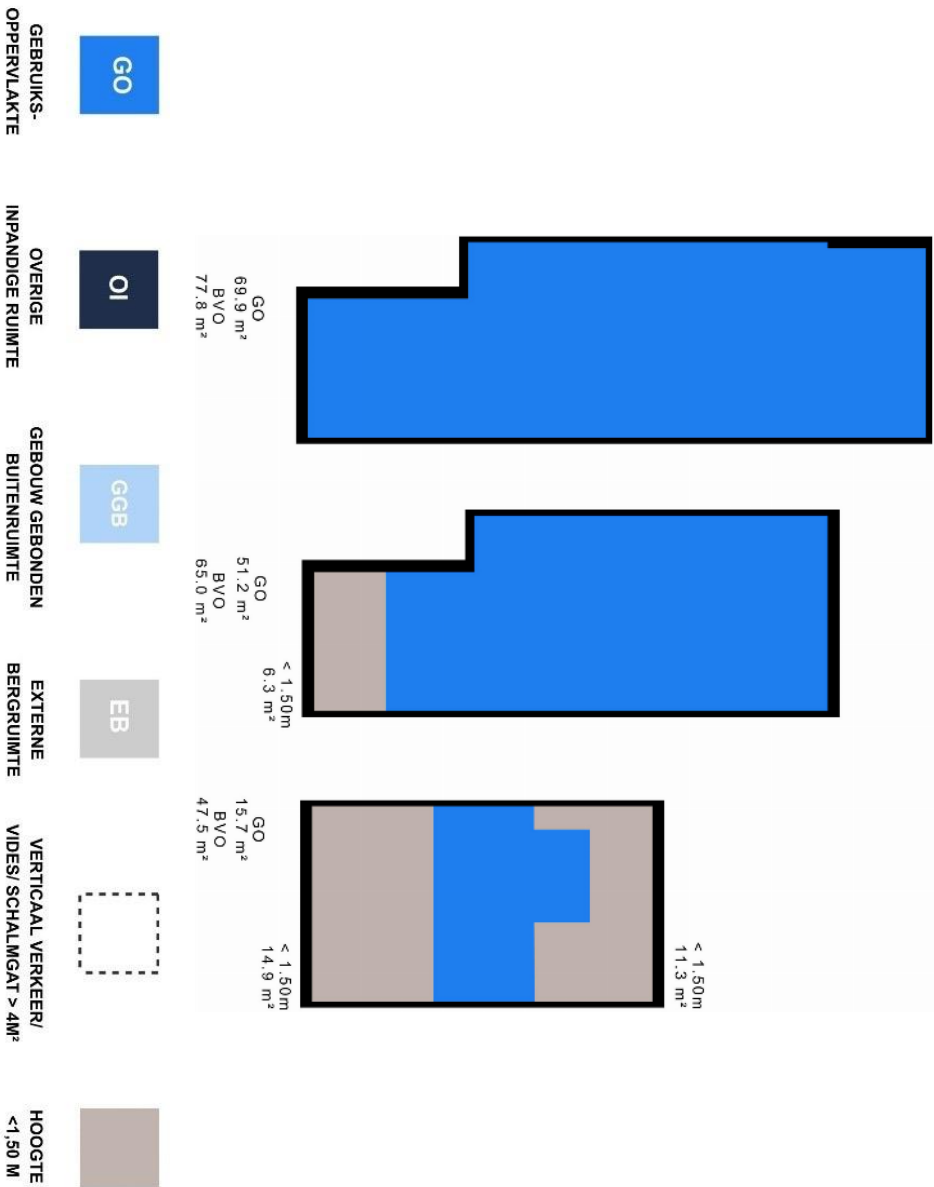 GO
69.9 m²
BVO
77.8 m²
GO
51.2 m²
BVO
65.0 m²
< 1.50m
6.3 m²
GO
15.7 m²
BVO
47.5 m²
< 1.50m
14.9 m²
< 1.50m
11.3 m²
GO
GEBRUIKS-
OPPERVLAKTE
OI
OVERIGE
INPANDIGE RUIMTE
GGB
GEBOUW GEBONDEN
BUITENRUIMTE
EB
EXTERNE
BERGRUIMTE
VERTICAAL VERKEER/
VIDES/ SCHALMGAT > 4M²
HOOGTE
<1,50 M